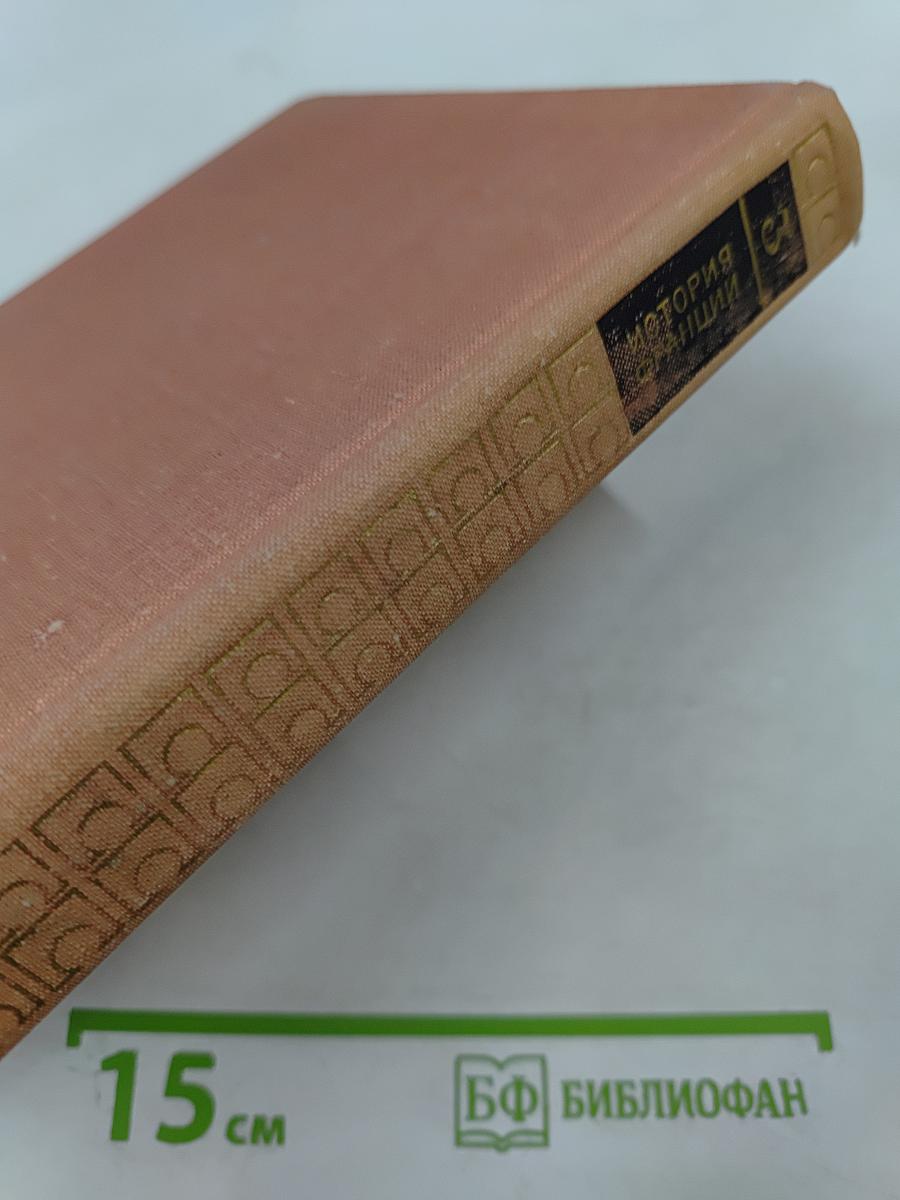 3
ИСТОРИЯ
ФРАНЦИИ
15 см
БФ БИБЛИОФАН